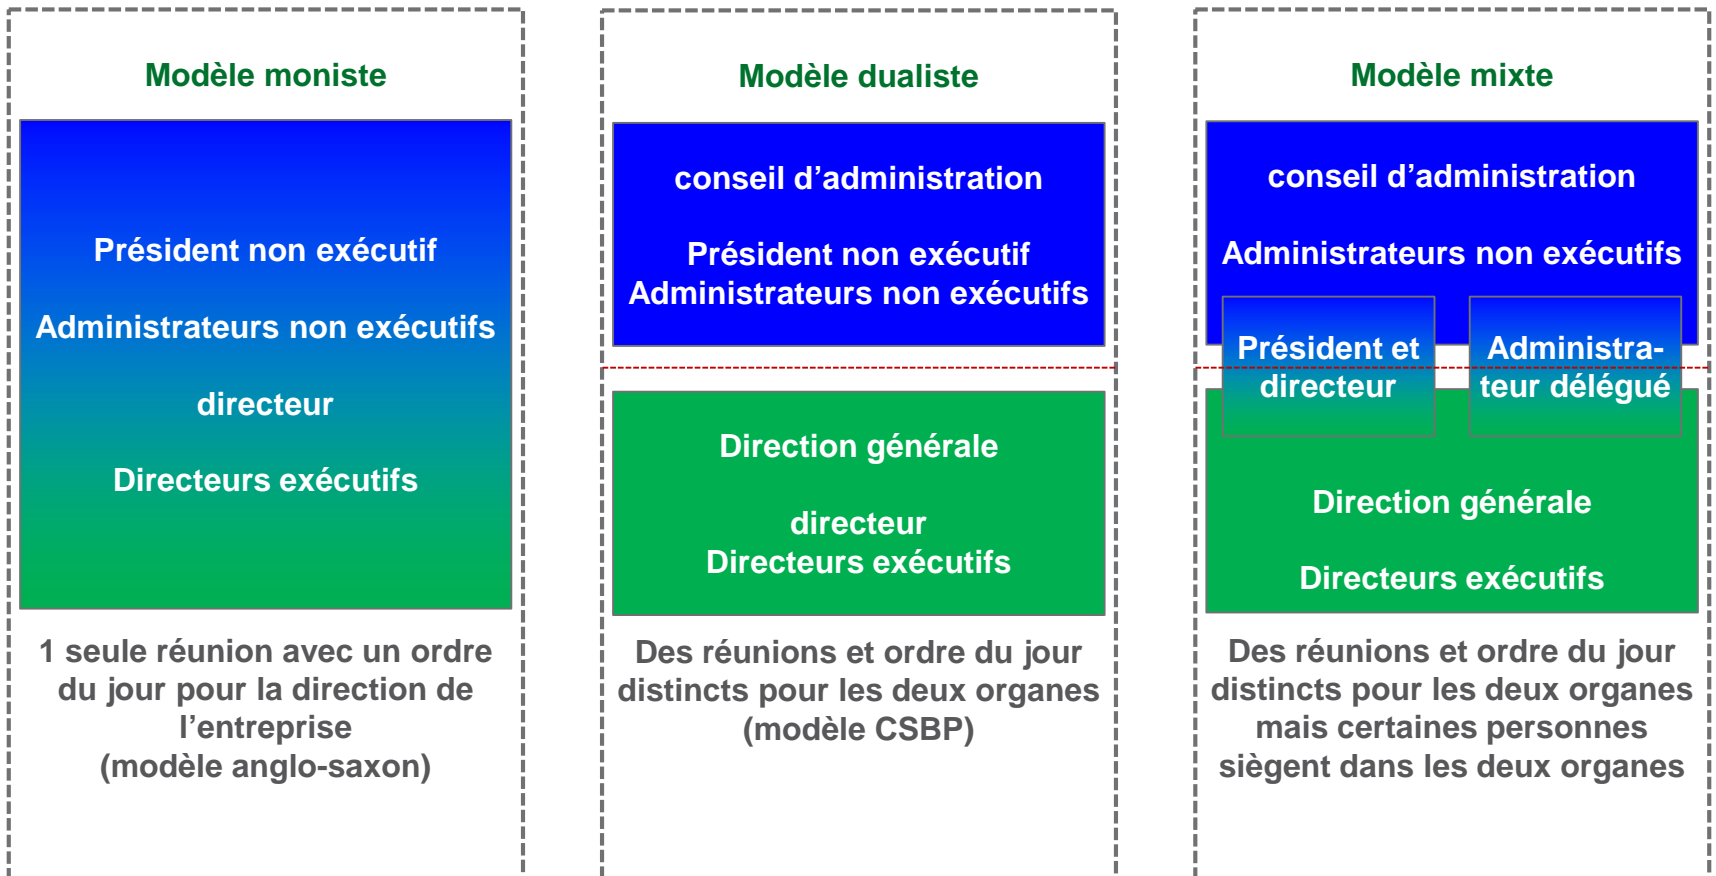 Modèle moniste
Président non exécutif
Administrateurs non exécutifs
directeur
Directeurs exécutifs
1 seule réunion avec un ordre
du jour pour la direction de
l’entreprise
(modèle anglo-saxon)
Modèle dualiste
conseil d’administration
Président non exécutif
Administrateurs non exécutifs
Direction générale
directeur
Directeurs exécutifs
Des réunions et ordre du jour
distincts pour les deux organes
(modèle CSBP)
Modèle mixte
conseil d’administration
Administrateurs non exécutifs
Président et
directeur
Administra-
teur délégué
Direction générale
Directeurs exécutifs
Des réunions et ordre du jour
distincts pour les deux organes
mais certaines personnes
siègent dans les deux organes